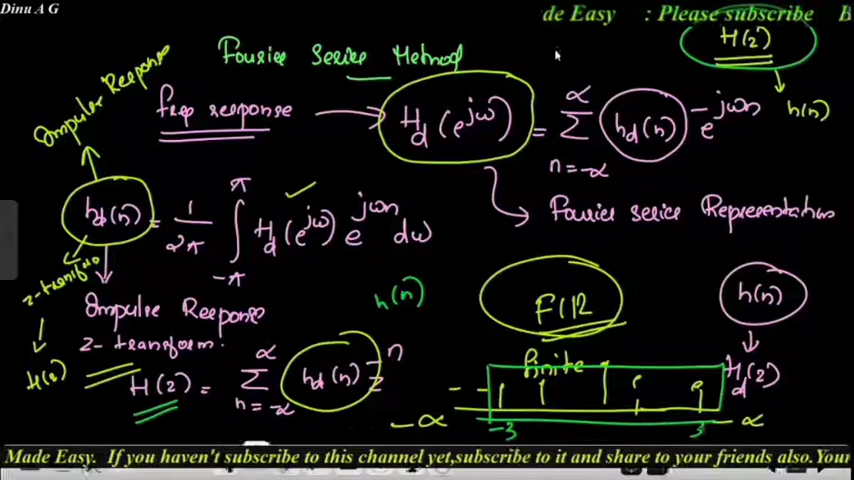 Dinu A G
de Easy : Please subscribe B
H(z)
h(n)
Fourier Series Method
Impulse Response
freq response → H_d(e^{jω}) = Σ_{n=-α}^{α} h_d(n) e^{-jωn}
Fourier series Representation
h_d(n) = 1/2π ∫_{-π}^{π} H_d(e^{jω}) e^{jωn} dω
z-transform
H(z)
Impulse Response
Z-transform.
H(z) = Σ_{n=-α}^{α} h_d(n) z^{-n}
h(n)
FIR
finite
h(n)
H_d(z)
-α -3 3 α
Made Easy. If you haven't subscribe to this channel yet,subscribe to it and share to your friends also.Your